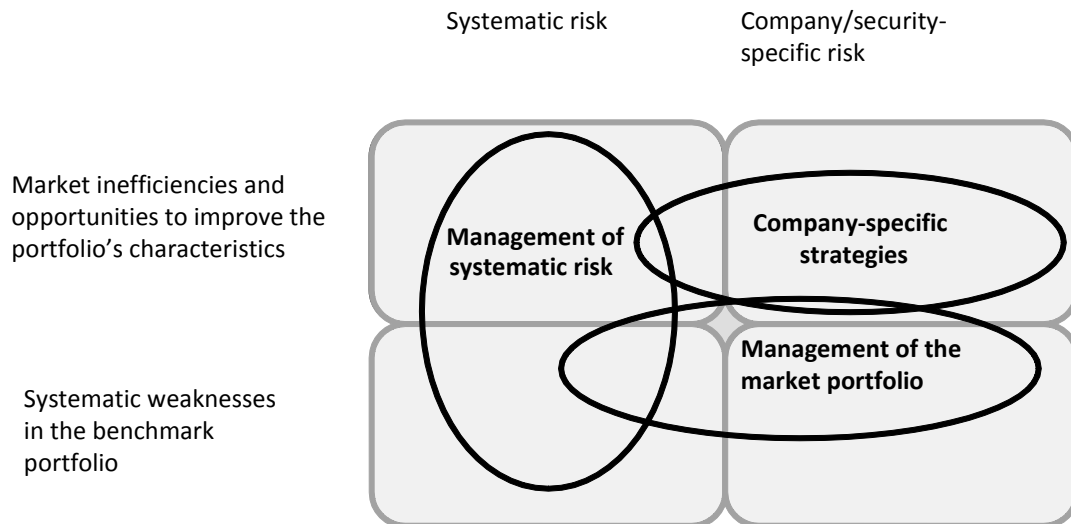 Systematic risk
Company/security-
specific risk
Market inefficiencies and
opportunities to improve the
portfolio’s characteristics
Management of
systematic risk
Company-specific
strategies
Systematic weaknesses
in the benchmark
portfolio
Management of the
market portfolio